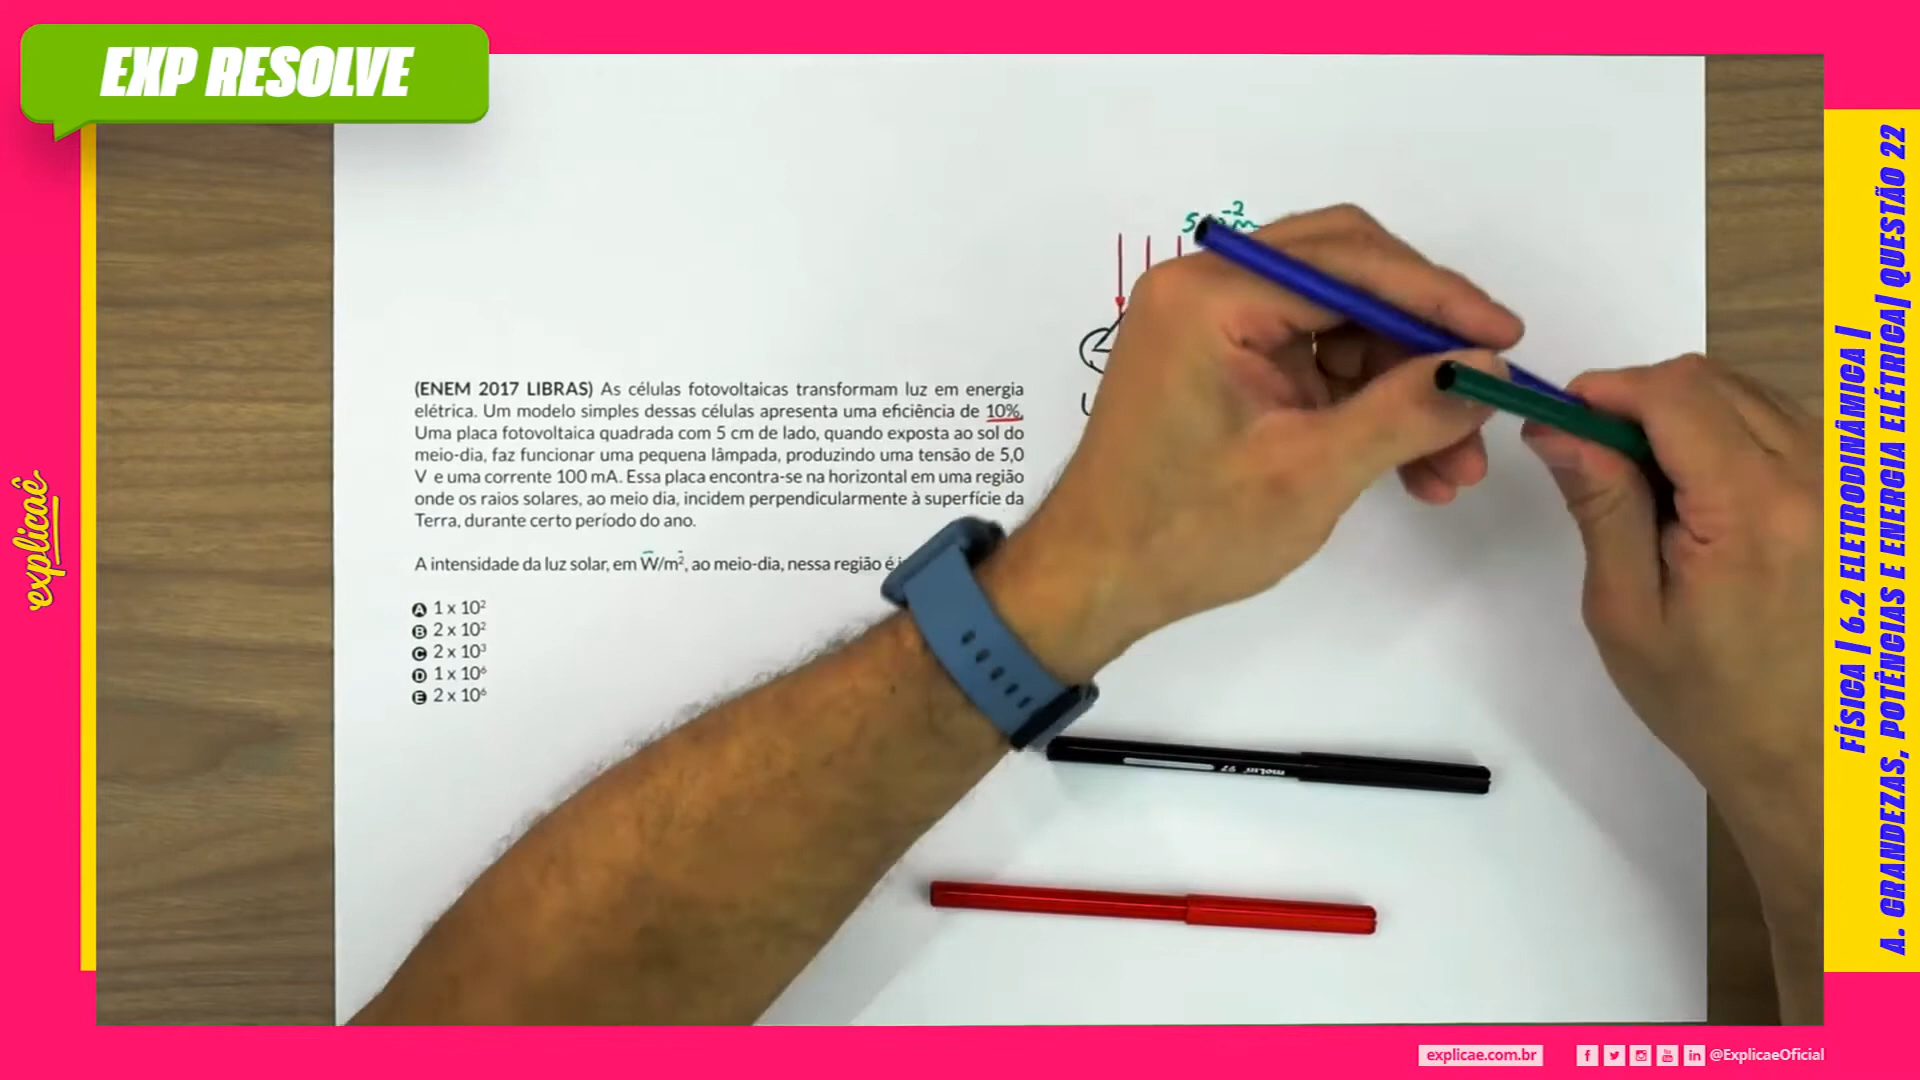 EXP RESOLVE
(ENEM 2017 LIBRAS) As células fotovoltaicas transformam luz em energia
elétrica. Um modelo simples dessas células apresenta uma eficiência de 10%.
Uma placa fotovoltaica quadrada com 5 cm de lado, quando exposta ao sol do
meio-dia, faz funcionar uma pequena lâmpada, produzindo uma tensão de 5,0
V e uma corrente 100 mA. Essa placa encontra-se na horizontal em uma região
onde os raios solares, ao meio dia, incidem perpendicularmente à superfície da
Terra, durante certo período do ano.
A intensidade da luz solar, em W/m², ao meio-dia, nessa região é
A 1 x 10²
B 2 x 10²
C 2 x 10³
D 1 x 10⁶
E 2 x 10⁶
molin 97
explicaê
FÍSICA | 6.2 ELETRODINÂMICA |
A. GRANDEZAS, POTÊNCIAS E ENERGIA ELÉTRICA| QUESTÃO 22
explicae.com.br
@ExplicaeOficial